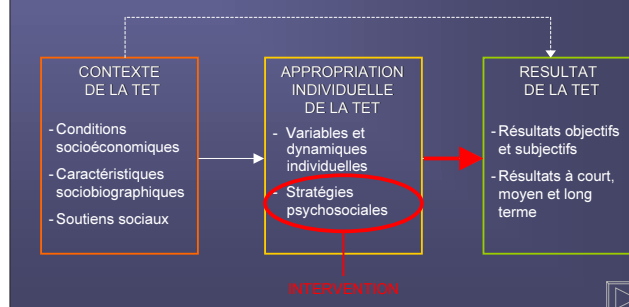 CONTEXTE
DE LA TET
- Conditions
socioéconomiques
- Caractéristiques
sociobiographiques
- Soutiens sociaux
APPROPRIATION
INDIVIDUELLE
DE LA TET
- Variables et
dynamiques
individuelles
- Stratégies
psychosociales
RESULTAT
DE LA TET
- Résultats objectifs
et subjectifs
- Résultats à court,
moyen et long
terme
INTERVENTION